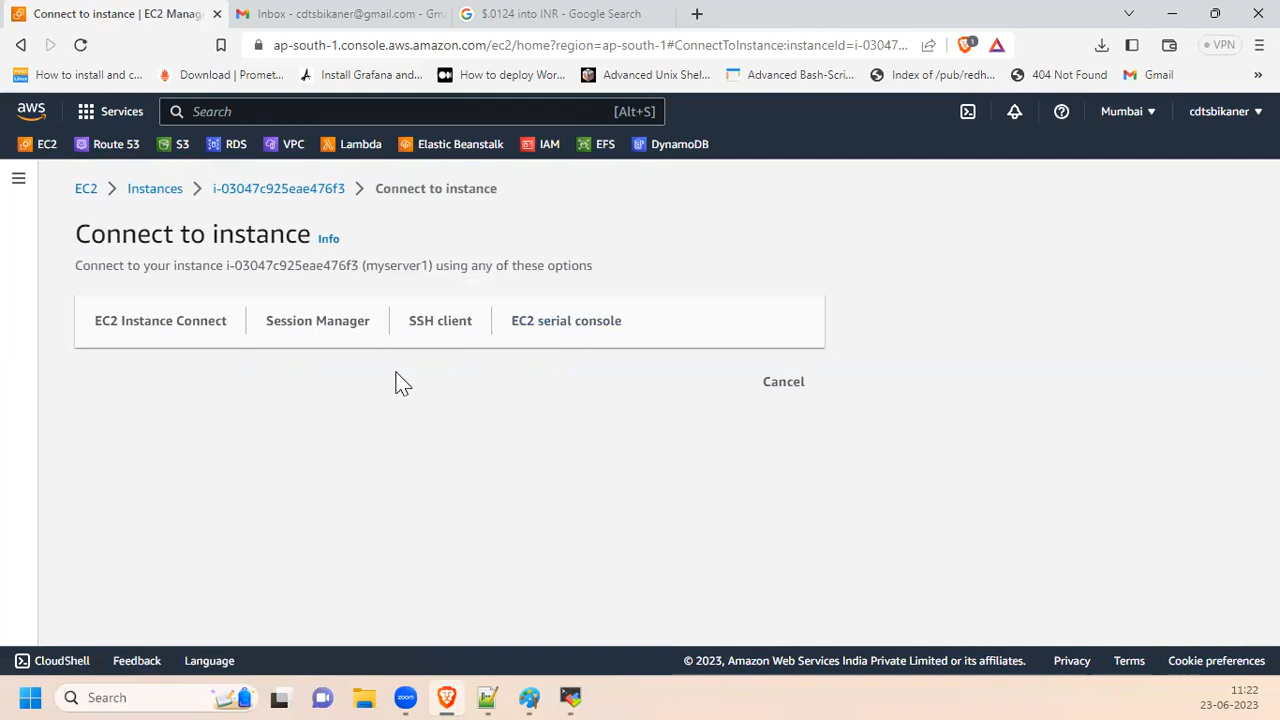 Connect to instance | EC2 Manag
Inbox - cdtsbikaner@gmail.com - Gm
$.0124 into INR - Google Search
ap-south-1.console.aws.amazon.com/ec2/home?region=ap-south-1#ConnectToInstance:instanceId=i-03047...
1
VPN
How to install and c...
Download | Promet...
Install Grafana and...
How to deploy Wor...
Advanced Unix Shel...
Advanced Bash-Scri...
Index of /pub/redh...
404 Not Found
Gmail
aws
Services
Search
[Alt+S]
Mumbai
cdtsbikaner
EC2
Route 53
S3
RDS
VPC
Lambda
Elastic Beanstalk
IAM
EFS
DynamoDB
EC2
Instances
i-03047c925eae476f3
Connect to instance
Connect to instance Info
Connect to your instance i-03047c925eae476f3 (myserver1) using any of these options
EC2 Instance Connect
Session Manager
SSH client
EC2 serial console
Cancel
CloudShell
Feedback
Language
© 2023, Amazon Web Services India Private Limited or its affiliates.
Privacy
Terms
Cookie preferences
Search
zoom
11:22
23-06-2023